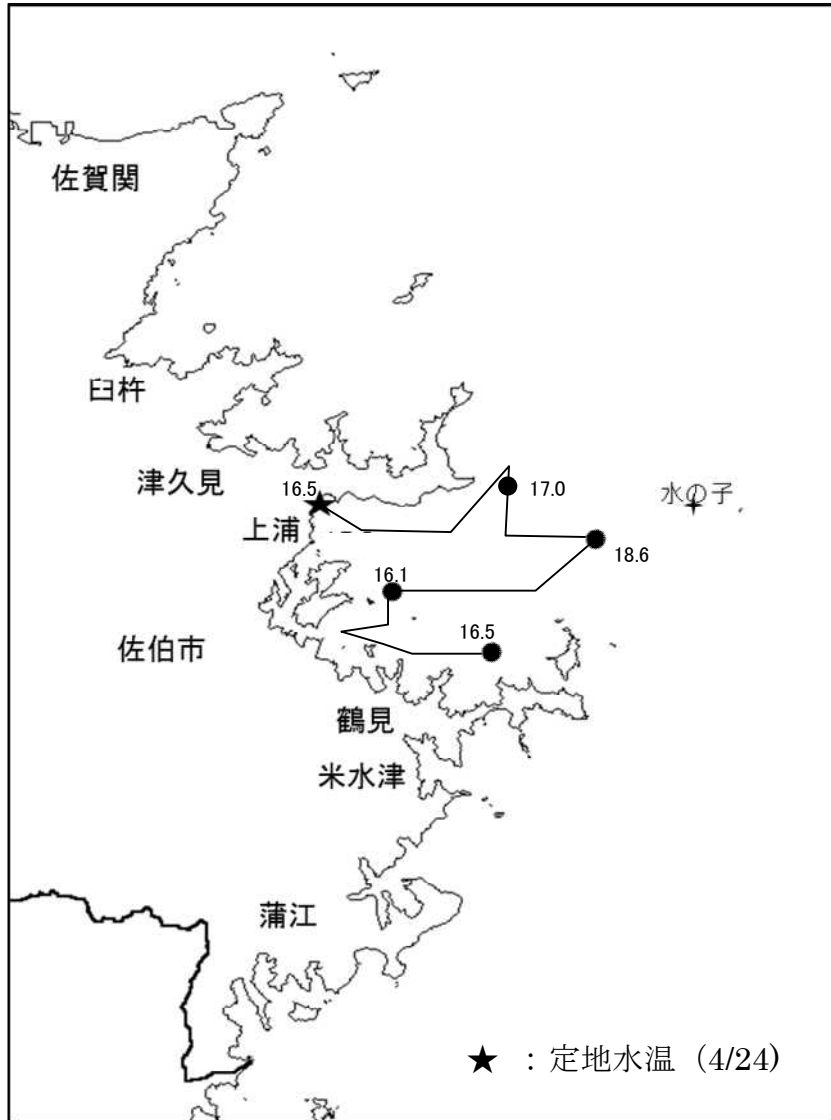 佐賀関
臼杵
津久見
16.5
17.0
水の子
上浦
18.6
16.1
佐伯市
16.5
鶴見
米水津
蒲江
★ : 定地水温 (4/24)